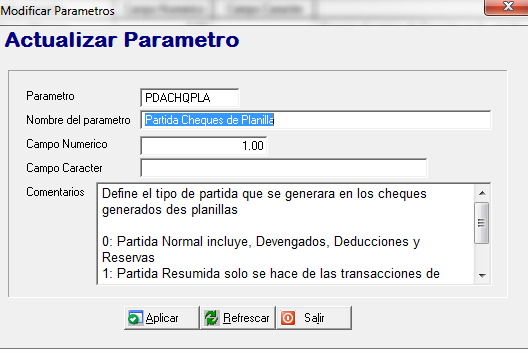 Modificar Parametros
Actualizar Parametro
Parametro PDACHQPLA
Nombre del parametro Partida Cheques de Planilla
Campo Numerico 1.00
Campo Caracter
Comentarios Define el tipo de partida que se generara en los cheques
generados des planillas
0: Partida Normal incluye, Devengados, Deducciones y
Reservas
1: Partida Resumida solo se hace de las transacciones de
Aplicar Refrescar Salir